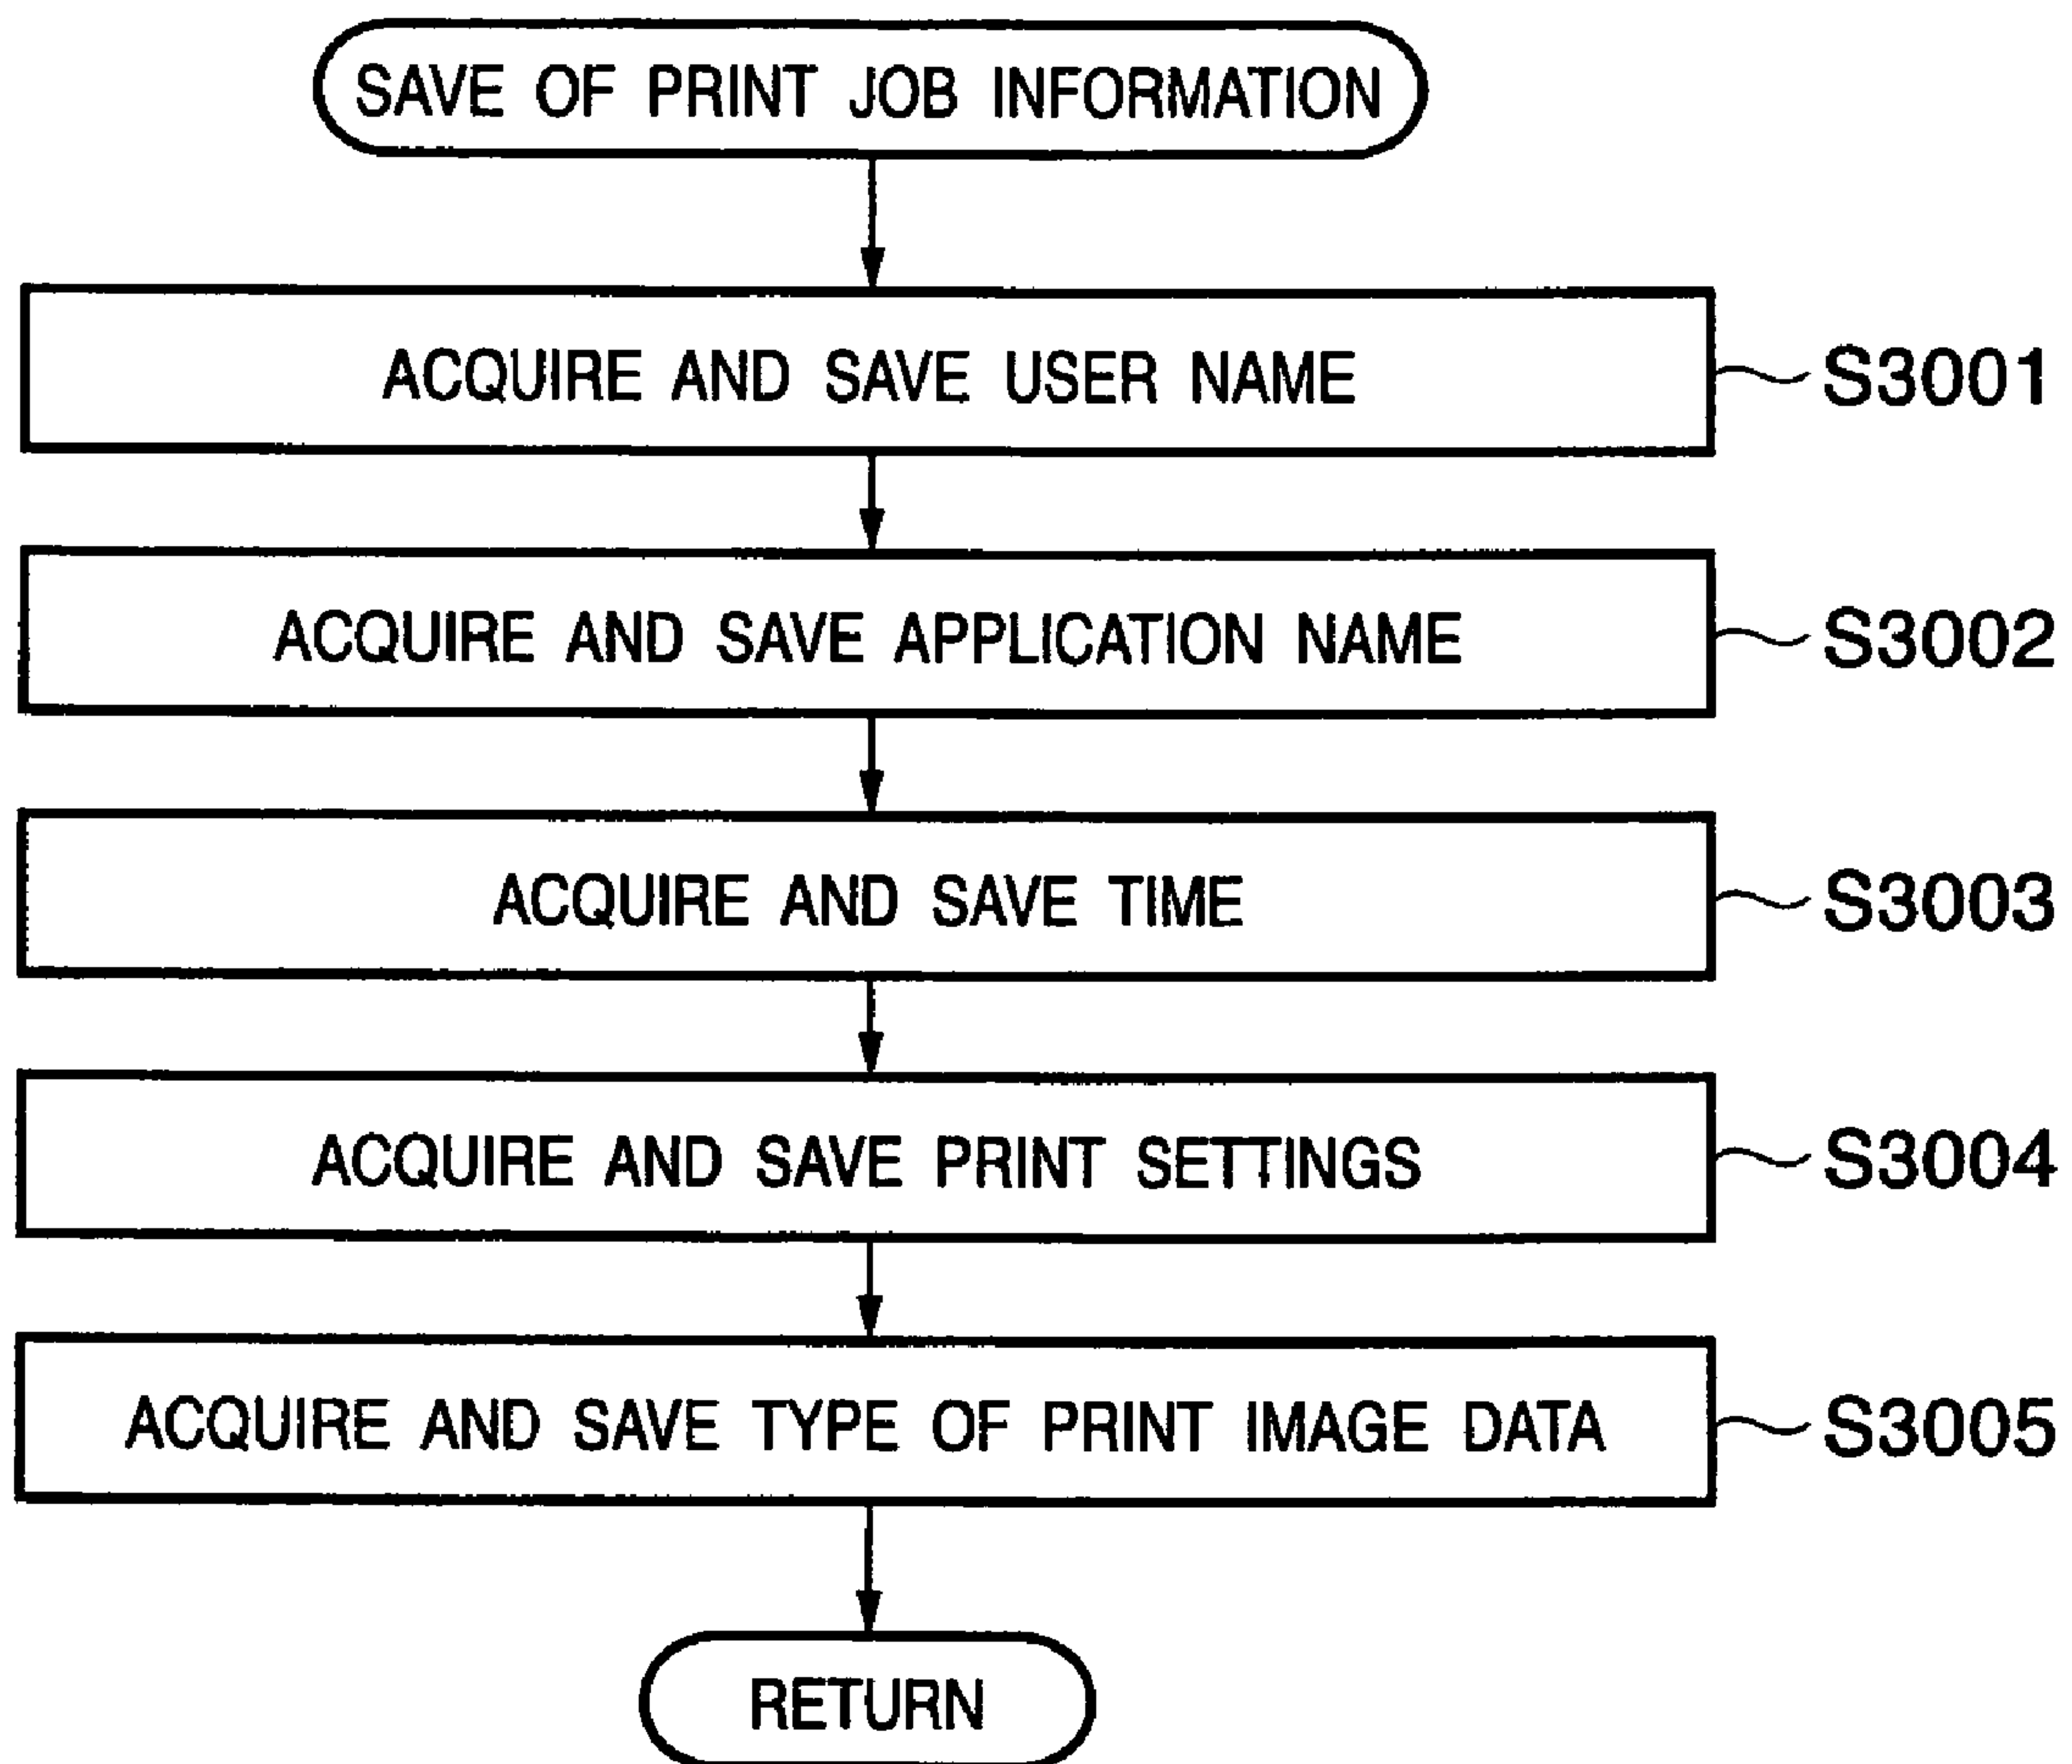 SAVE OF PRINT JOB INFORMATION
ACQUIRE AND SAVE USER NAME
S3001
ACQUIRE AND SAVE APPLICATION NAME
S3002
ACQUIRE AND SAVE TIME
S3003
ACQUIRE AND SAVE PRINT SETTINGS
S3004
ACQUIRE AND SAVE TYPE OF PRINT IMAGE DATA
S3005
RETURN